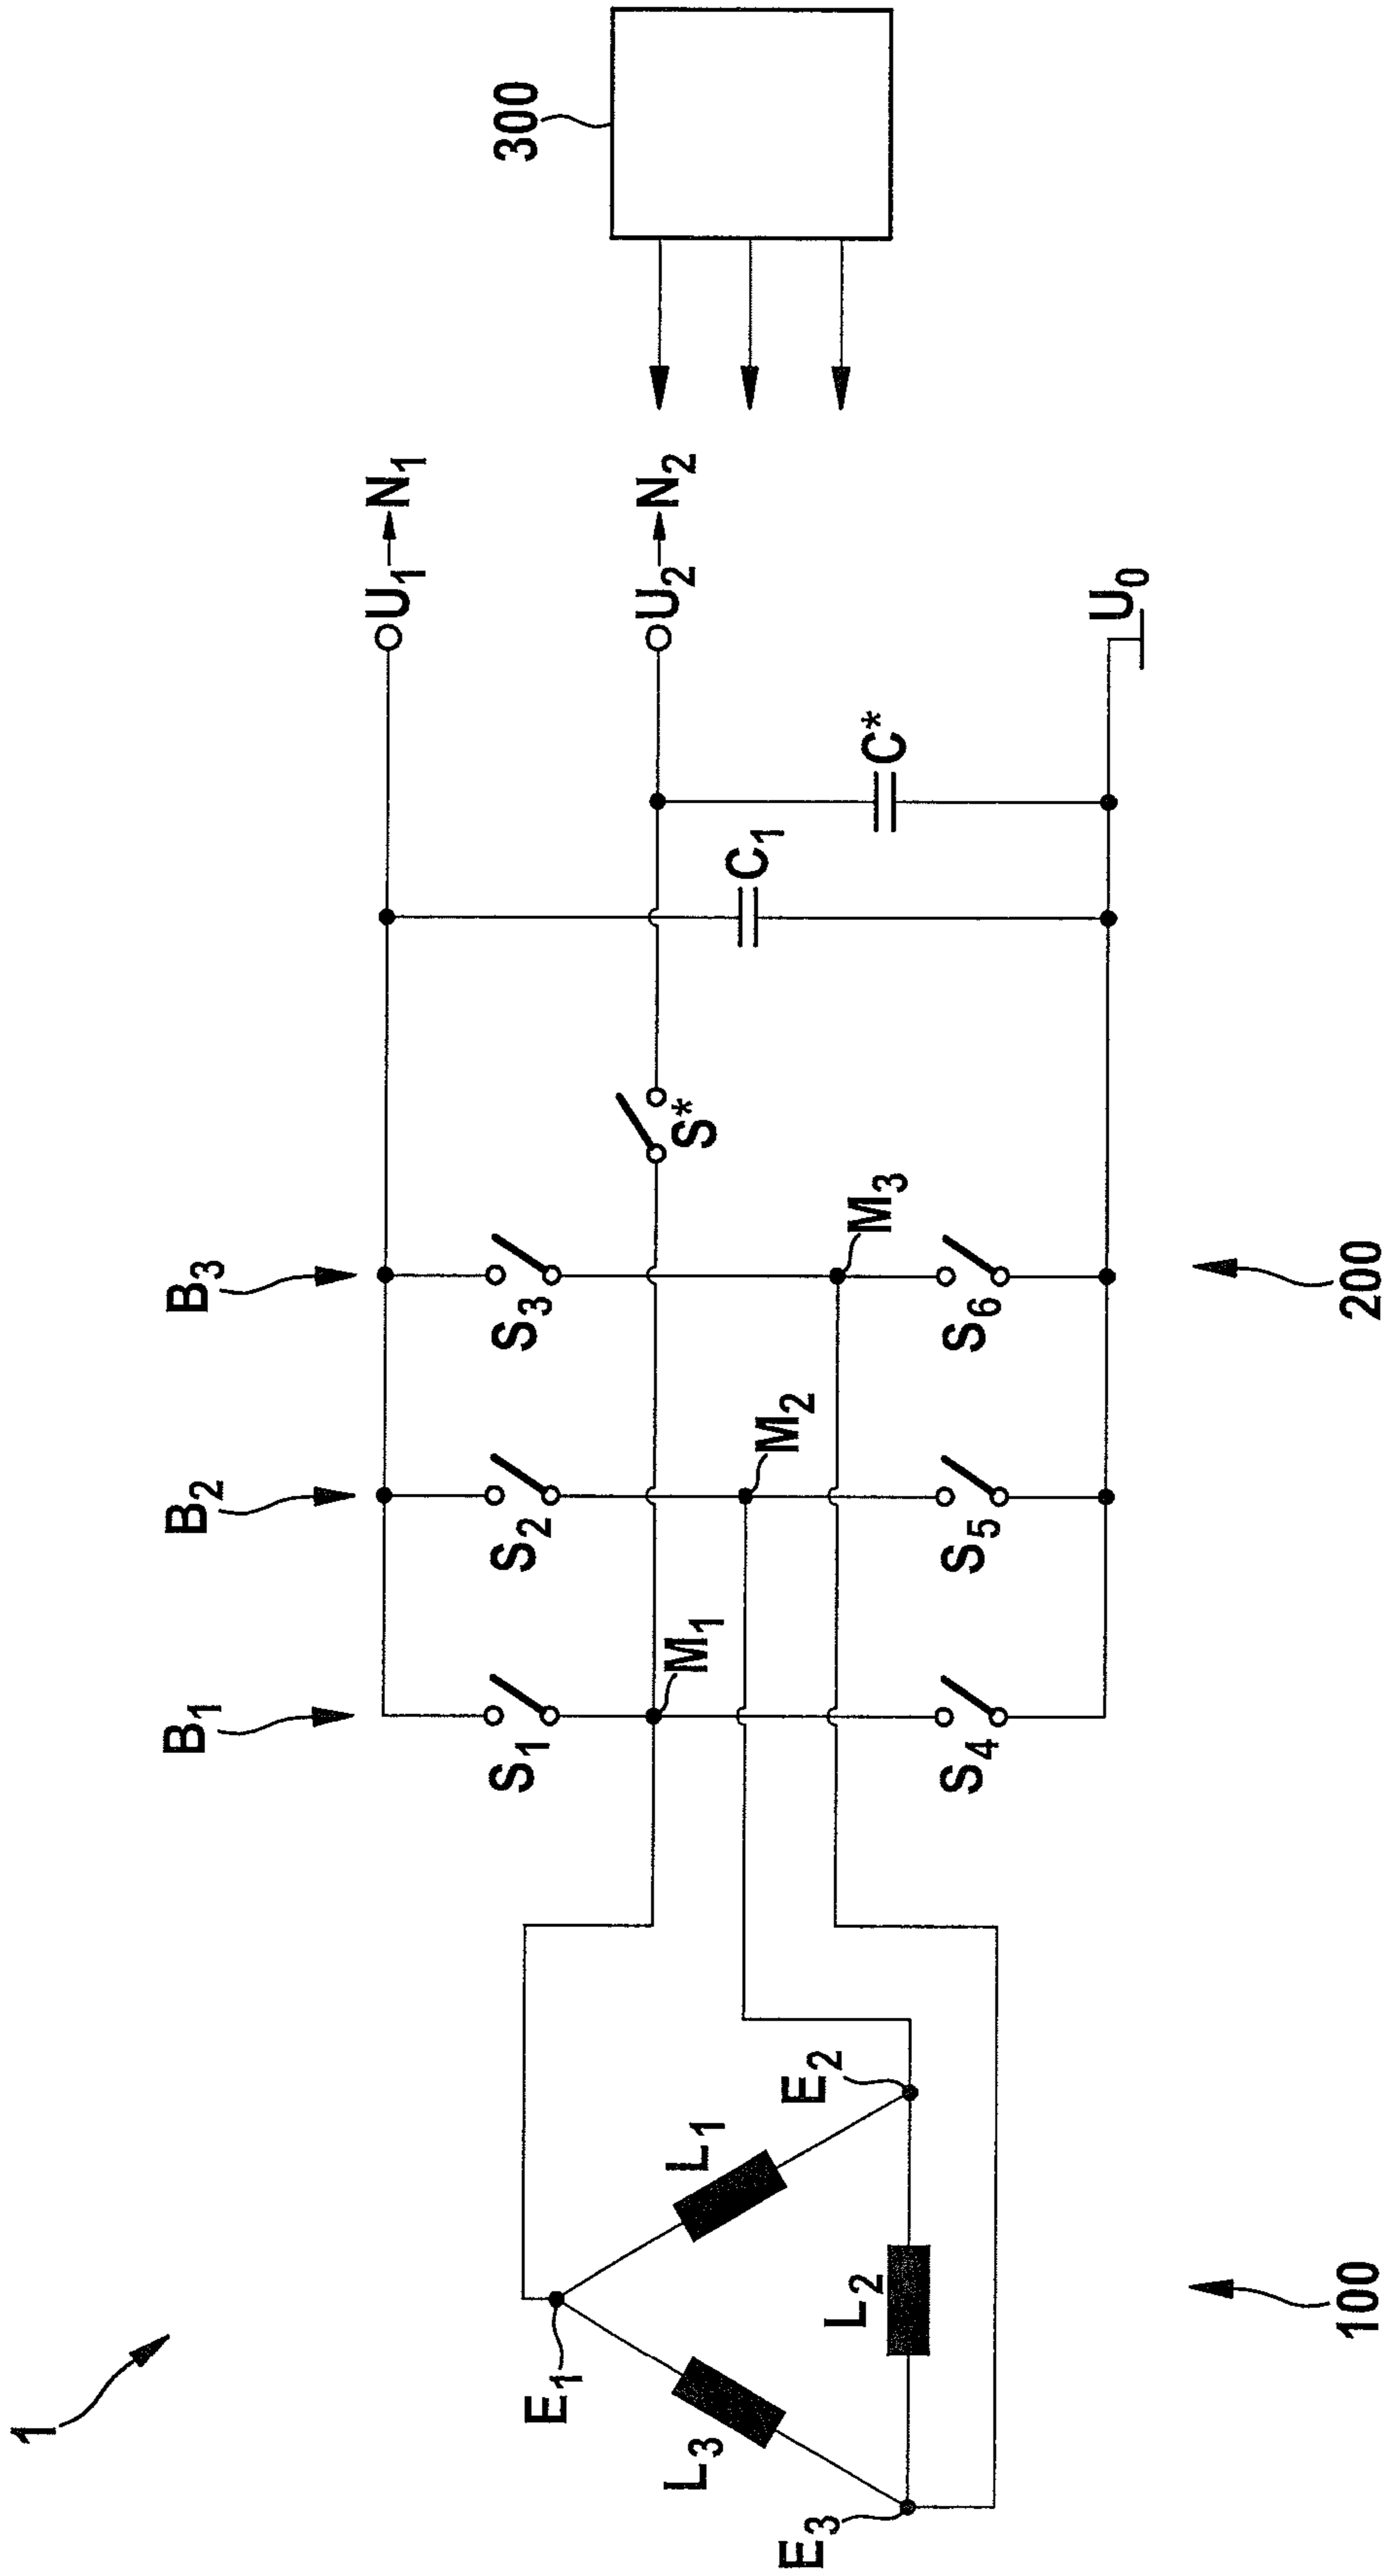 1
B₁
B₂
B₃
U₁
N₁
300
S₁
S₂
S₃
S*
U₂
N₂
E₁
L₃
L₁
M₁
M₂
M₃
C₁
C*
E₃
L₂
E₂
S₄
S₅
S₆
U₀
100
200